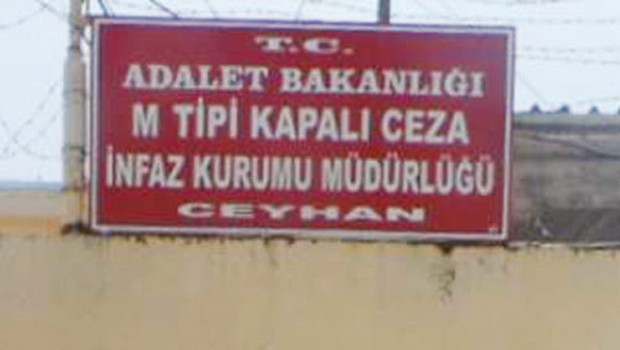 T.C.
ADALET BAKANLIĞI
M TİPİ KAPALI CEZA
İNFAZ KURUMU MÜDÜRLÜĞÜ
CEYHAN